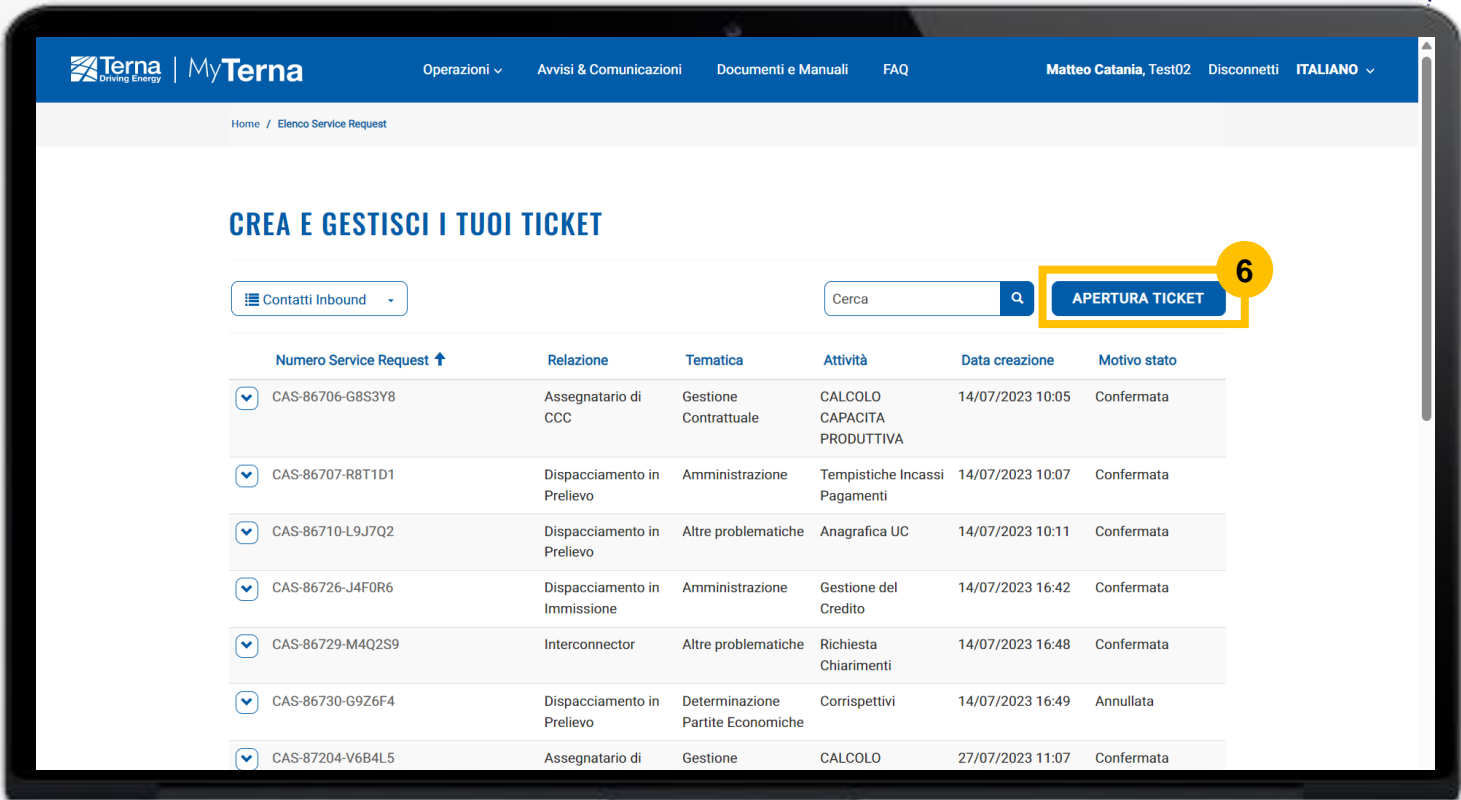 Terna Driving Energy | MyTerna
Operazioni
Avvisi & Comunicazioni
Documenti e Manuali
FAQ
Matteo Catania, Test02
Disconnetti
ITALIANO
Home / Elenco Service Request
CREA E GESTISCI I TUOI TICKET
6
Contatti Inbound
Cerca
APERTURA TICKET
Numero Service Request Relazione Tematica Attività Data creazione Motivo stato
CAS-86706-G8S3Y8 Assegnatario di Gestione CALCOLO 14/07/2023 10:05 Confermata
CCC Contrattuale CAPACITA
PRODUTTIVA
CAS-86707-R8T1D1 Dispacciamento in Amministrazione Tempistiche Incassi 14/07/2023 10:07 Confermata
Prelievo Pagamenti
CAS-86710-L9J7Q2 Dispacciamento in Altre problematiche Anagrafica UC 14/07/2023 10:11 Confermata
Prelievo
CAS-86726-J4F0R6 Dispacciamento in Amministrazione Gestione del 14/07/2023 16:42 Confermata
Immissione Credito
CAS-86729-M4Q2S9 Interconnector Altre problematiche Richiesta 14/07/2023 16:48 Confermata
Chiarimenti
CAS-86730-G9Z6F4 Dispacciamento in Determinazione Corrispettivi 14/07/2023 16:49 Annullata
Prelievo Partite Economiche
CAS-87204-V6B4L5 Assegnatario di Gestione CALCOLO 27/07/2023 11:07 Confermata